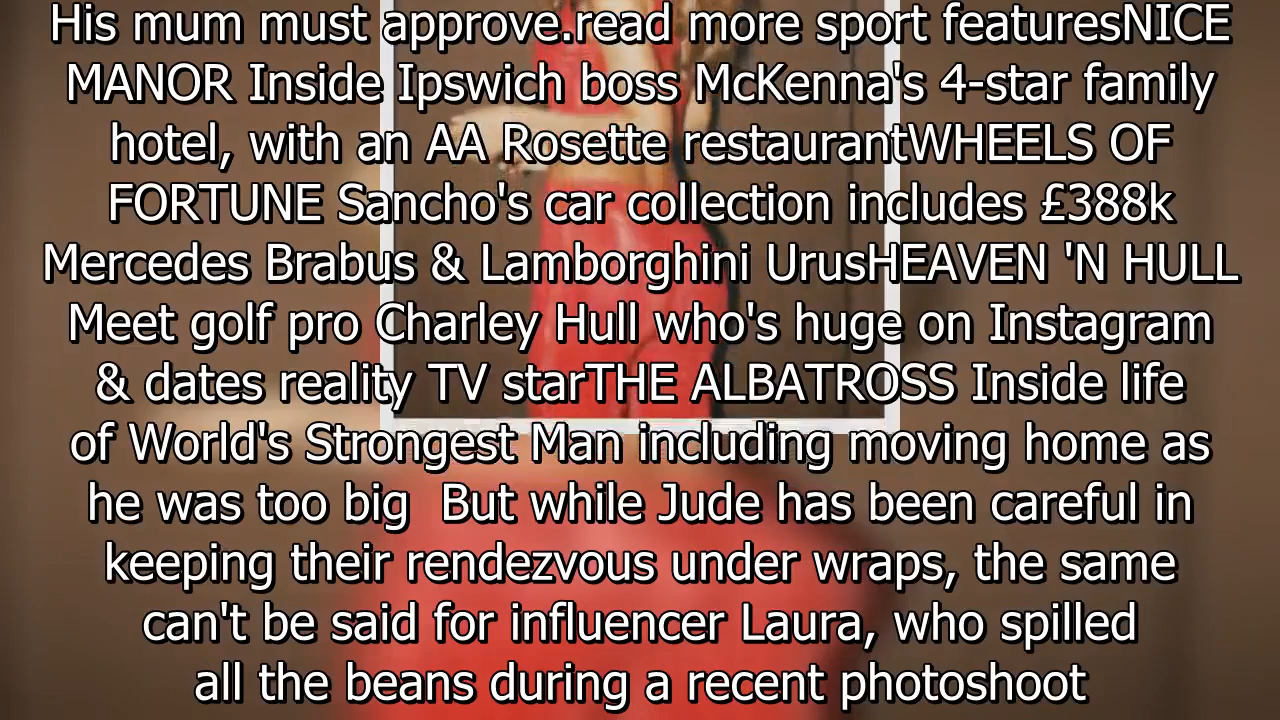 His mum must approve.read more sport featuresNICE
MANOR Inside Ipswich boss McKenna's 4-star family
hotel, with an AA Rosette restaurantWHEELS OF
FORTUNE Sancho's car collection includes £388k
Mercedes Brabus & Lamborghini UrusHEAVEN 'N HULL
Meet golf pro Charley Hull who's huge on Instagram
& dates reality TV starTHE ALBATROSS Inside life
of World's Strongest Man including moving home as
he was too big  But while Jude has been careful in
keeping their rendezvous under wraps, the same
can't be said for influencer Laura, who spilled
all the beans during a recent photoshoot